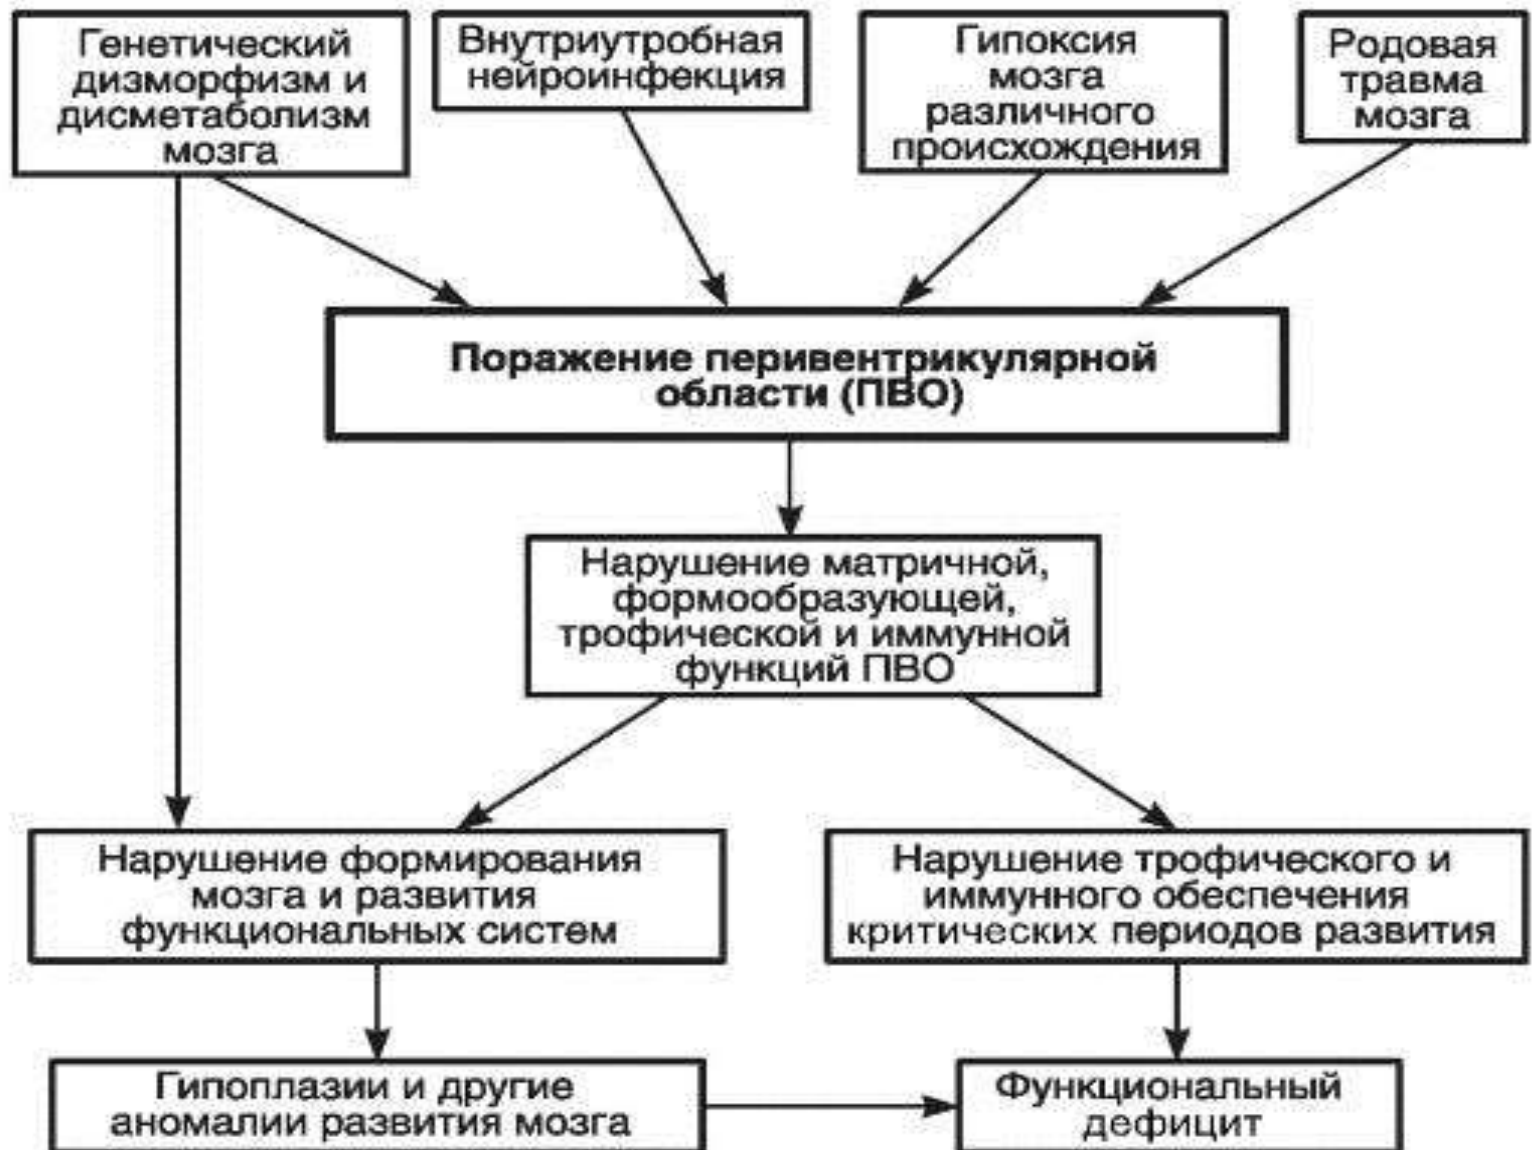 Генетический
дизморфизм и
дисметаболизм
мозга
Внутриутробная
нейроинфекция
Гипоксия
мозга
различного
происхождения
Родовая
травма
мозга
Поражение перивентрикулярной
области (ПВО)
Нарушение матричной,
формообразующей,
трофической и иммунной
функций ПВО
Нарушение формирования
мозга и развития
функциональных систем
Нарушение трофического и
иммунного обеспечения
критических периодов развития
Гипоплазии и другие
аномалии развития мозга
Функциональный
дефицит